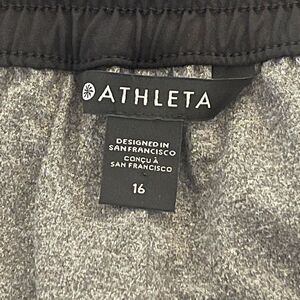 ATHLETA
DESIGNED IN
SAN FRANCISCO
CONÇU À
SAN FRANCISCO
16